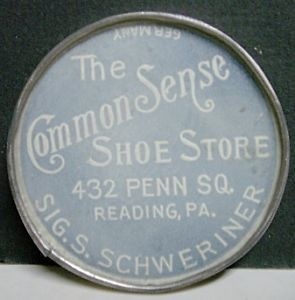 GERMANY
The
Common Sense
SHOE STORE
432 PENN SQ.
READING, PA.
SIG. S. SCHWERINER